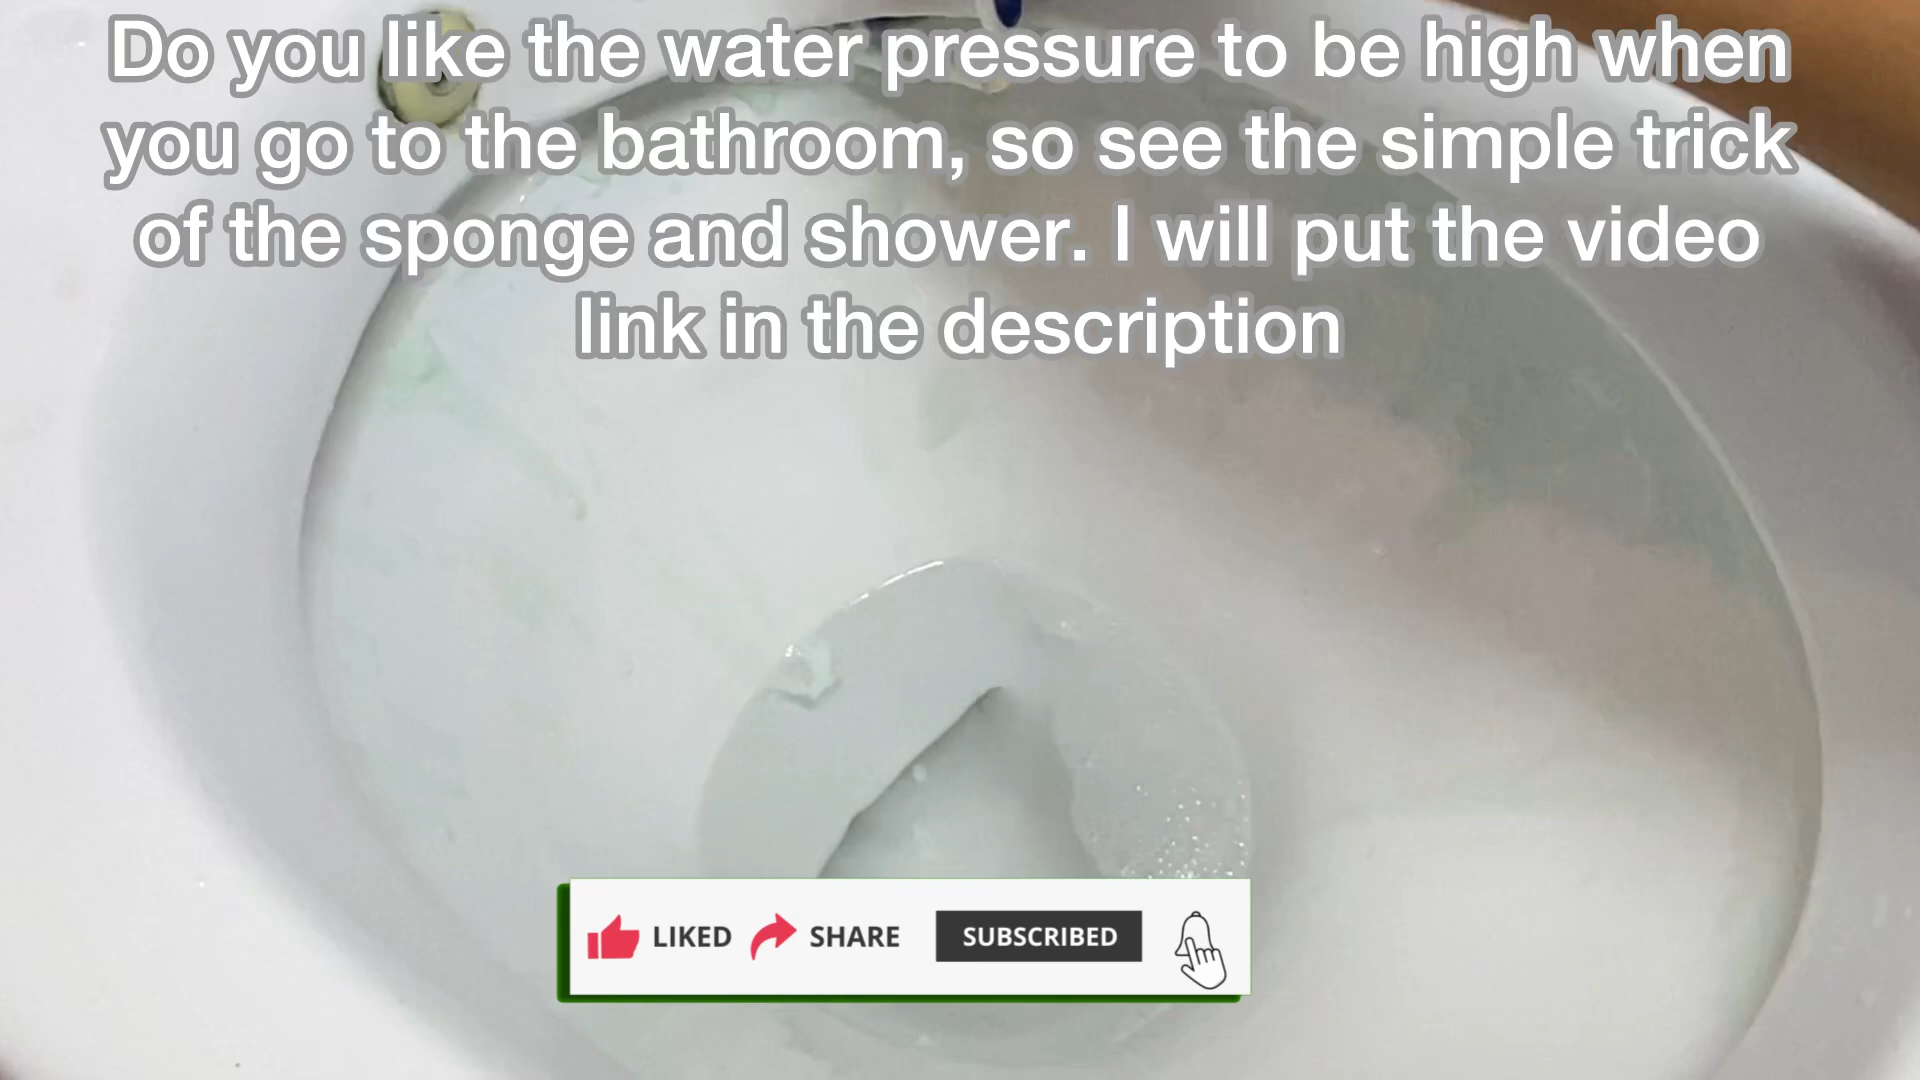 Do you like the water pressure to be high when
you go to the bathroom, so see the simple trick
of the sponge and shower. I will put the video
link in the description
LIKED SHARE SUBSCRIBED